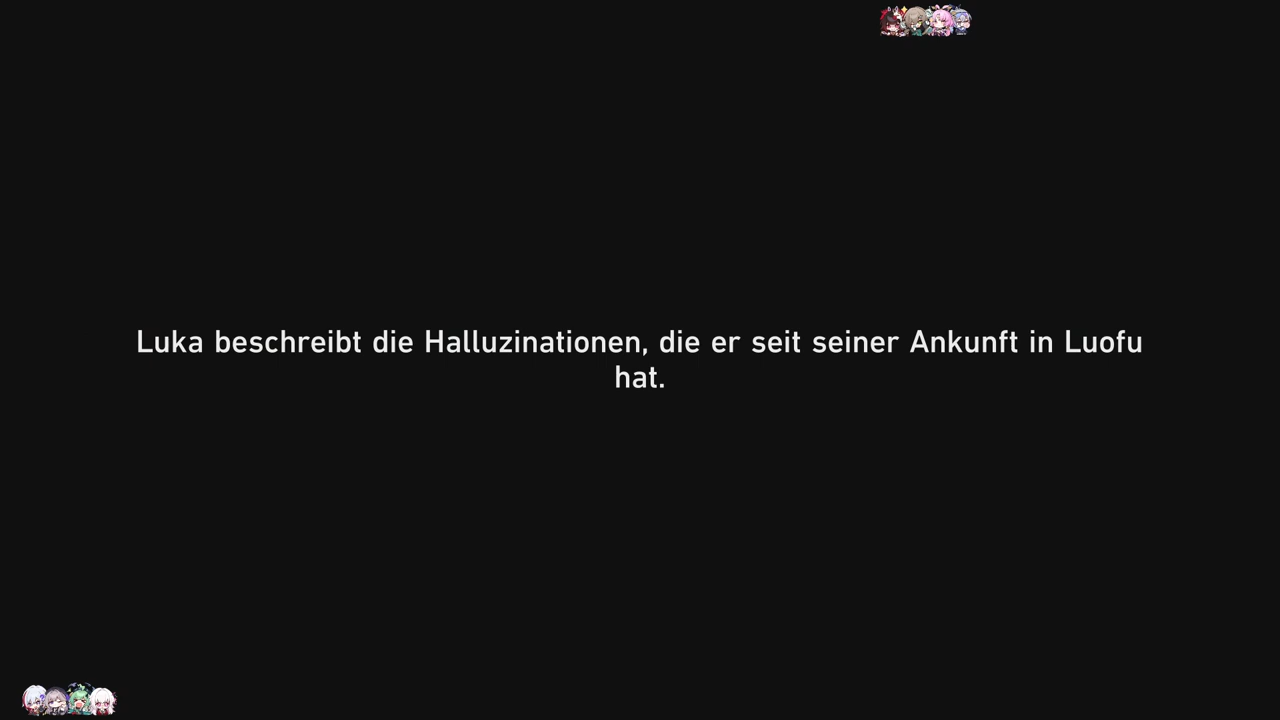 Luka beschreibt die Halluzinationen, die er seit seiner Ankunft in Luofu
hat.